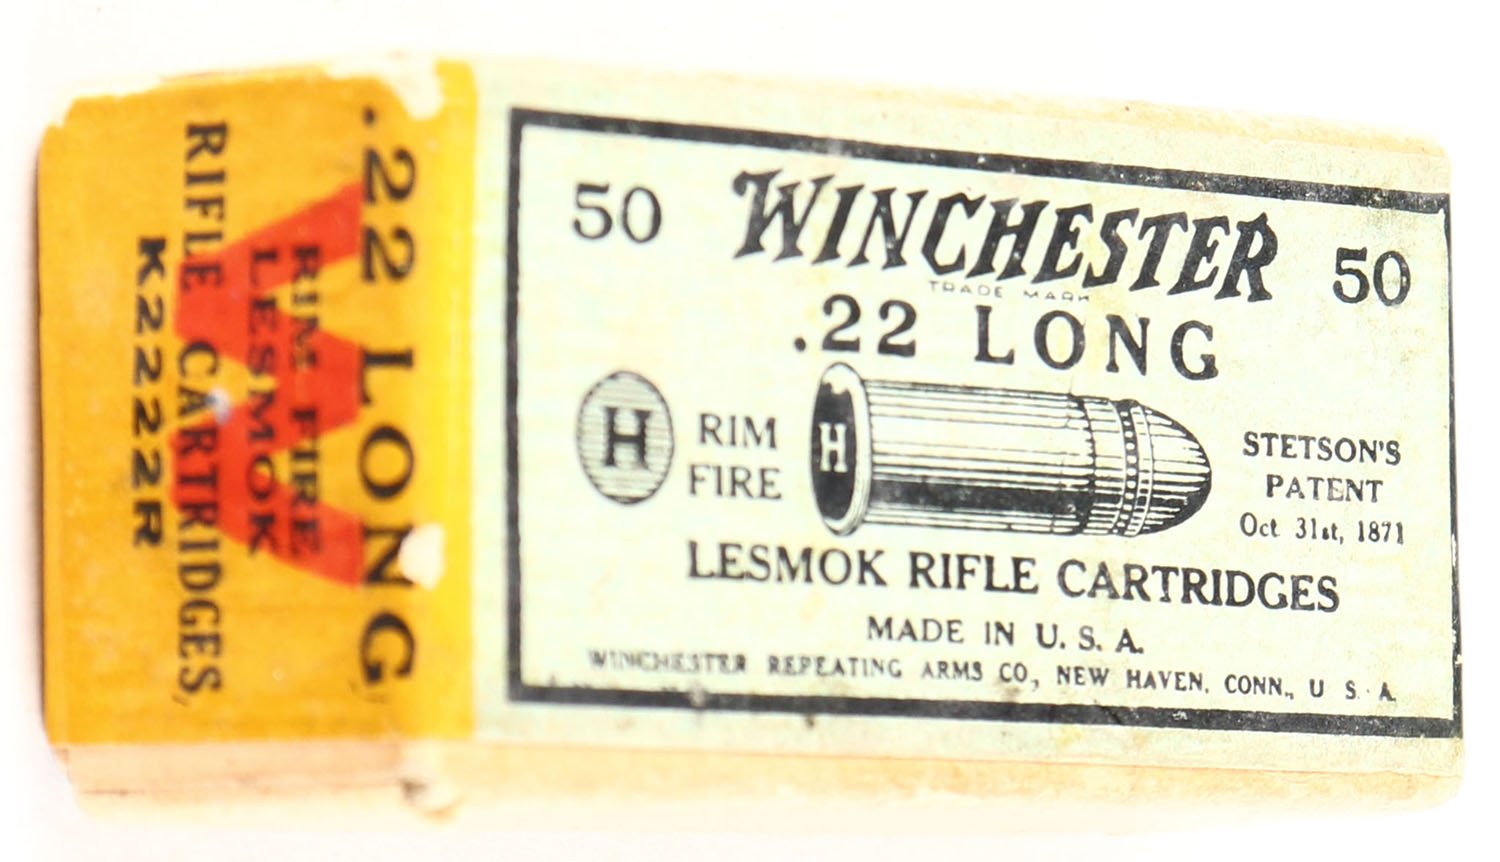 .22 LONG
RIM FIRE
LESMOK
RIFLE CARTRIDGES,
K2222R
W
50 WINCHESTER 50
TRADE MARK
.22 LONG
H
RIM
FIRE
H
STETSON'S
PATENT
Oct 31st, 1871
LESMOK RIFLE CARTRIDGES
MADE IN U. S. A.
WINCHESTER REPEATING ARMS CO., NEW HAVEN, CONN., U S. A.